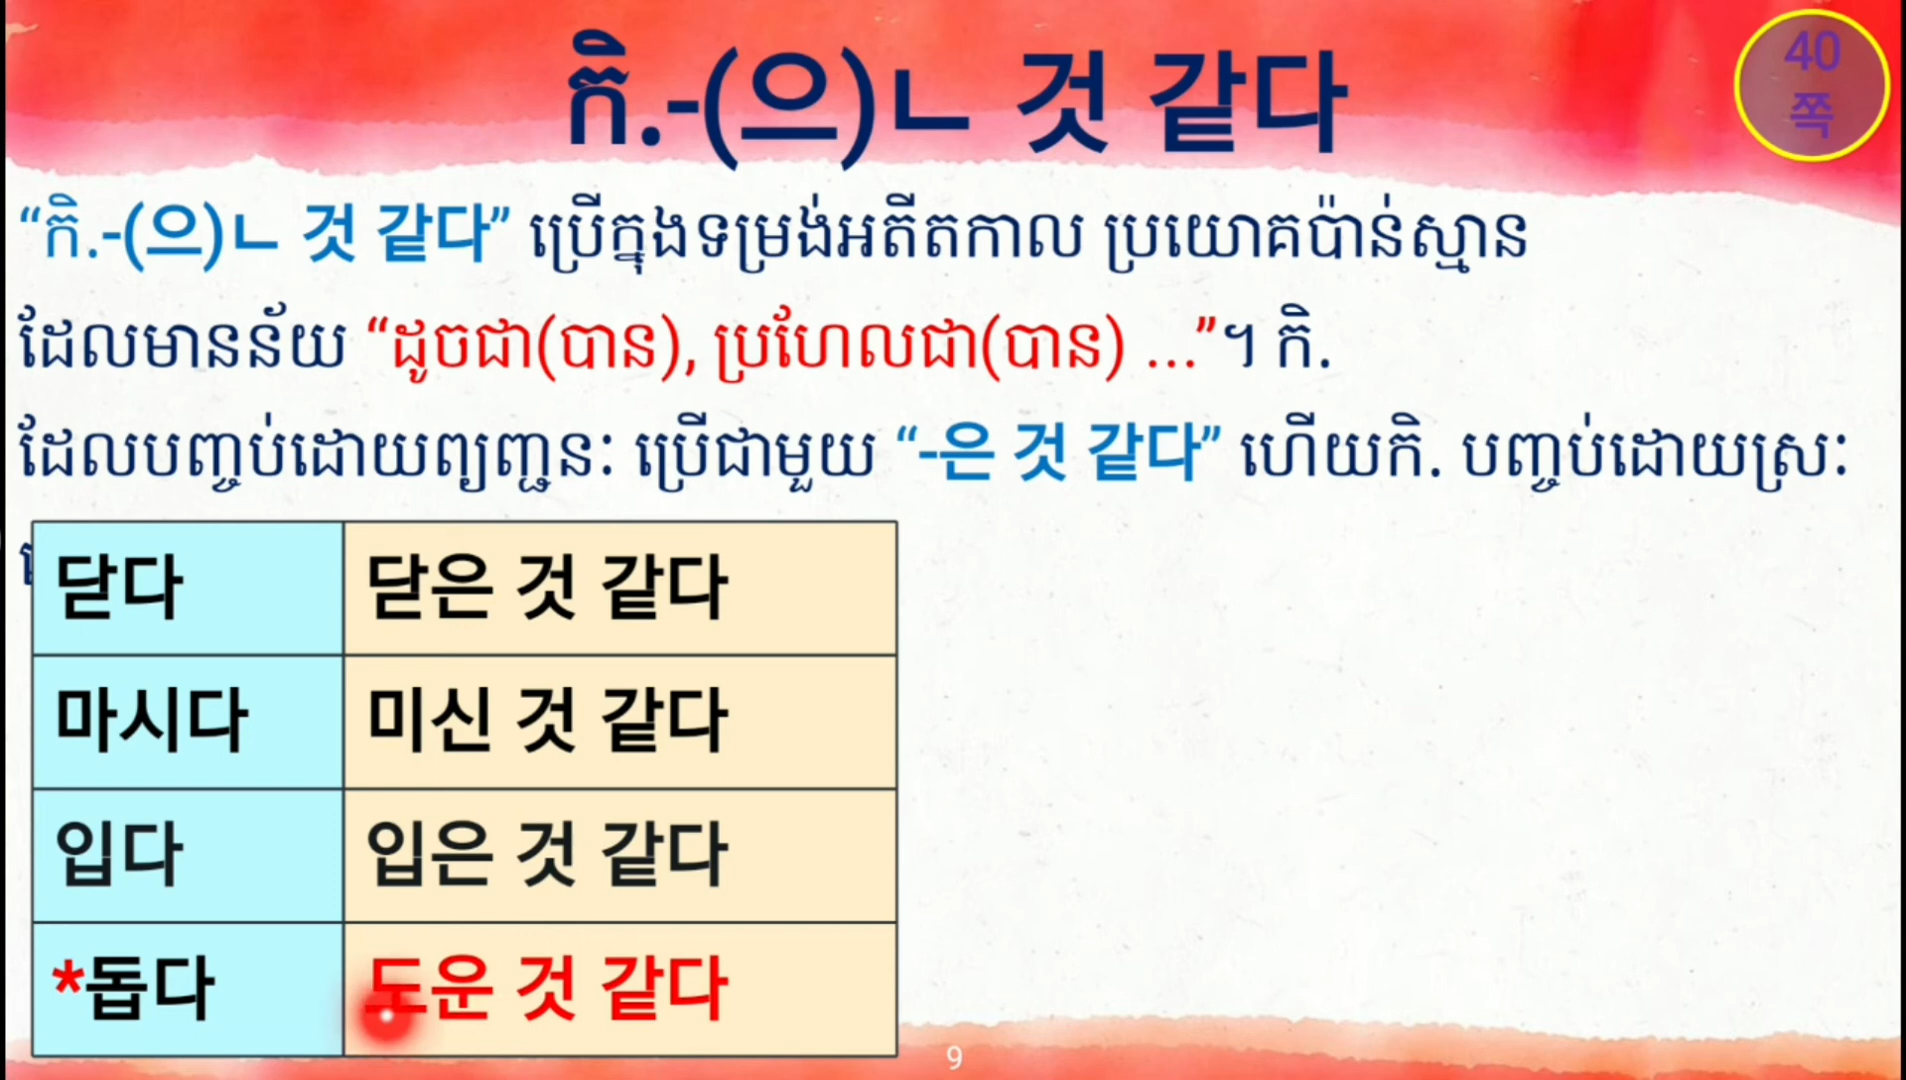 កិ.-(으)ㄴ 것 같다
40
쪽
“កិ.-(으)ㄴ 것 같다” ប្រើក្នុងទម្រង់អតីតកាល ប្រយោគប៉ាន់ស្មាន
ដែលមានន័យ “ដូចជា(បាន), ប្រហែលជា(បាន) ...”។ កិ.
ដែលបញ្ចប់ដោយព្យញ្ជនៈ ប្រើជាមួយ “-은 것 같다” ហើយកិ. បញ្ចប់ដោយស្រៈ
닫다 닫은 것 같다
마시다 미신 것 같다
입다 입은 것 같다
*돕다 도운 것 같다
9